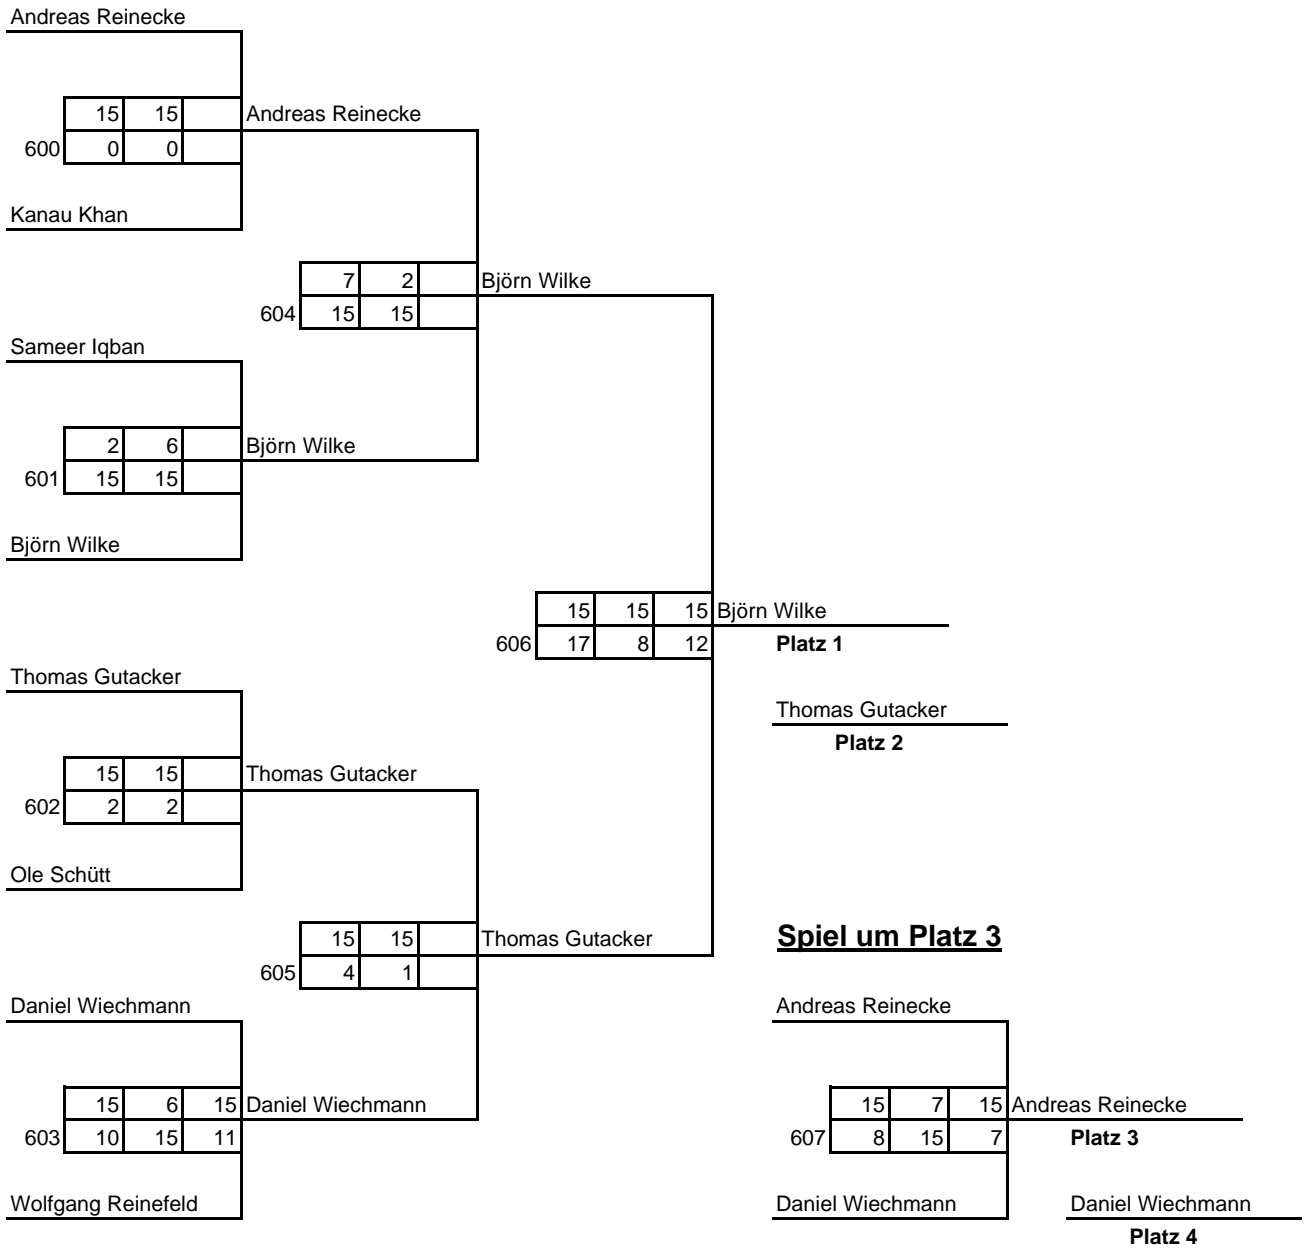 Andreas Reinecke
15 15 Andreas Reinecke
600 0 0
Kanau Khan
7 2 Björn Wilke
604 15 15
Sameer Iqban
2 6 Björn Wilke
601 15 15
Björn Wilke
15 15 15 Björn Wilke
606 17 8 12 Platz 1
Thomas Gutacker
Thomas Gutacker
Platz 2
15 15 Thomas Gutacker
602 2 2
Ole Schütt
15 15 Thomas Gutacker Spiel um Platz 3
605 4 1
Daniel Wiechmann Andreas Reinecke
15 6 15 Daniel Wiechmann 15 7 15 Andreas Reinecke
603 10 15 11 607 8 15 7 Platz 3
Wolfgang Reinefeld Daniel Wiechmann Daniel Wiechmann
Platz 4